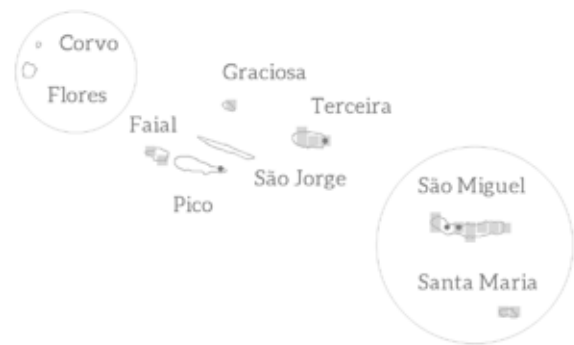 Corvo
Flores
Graciosa
Terceira
Faial
São Jorge
Pico
São Miguel
Santa Maria